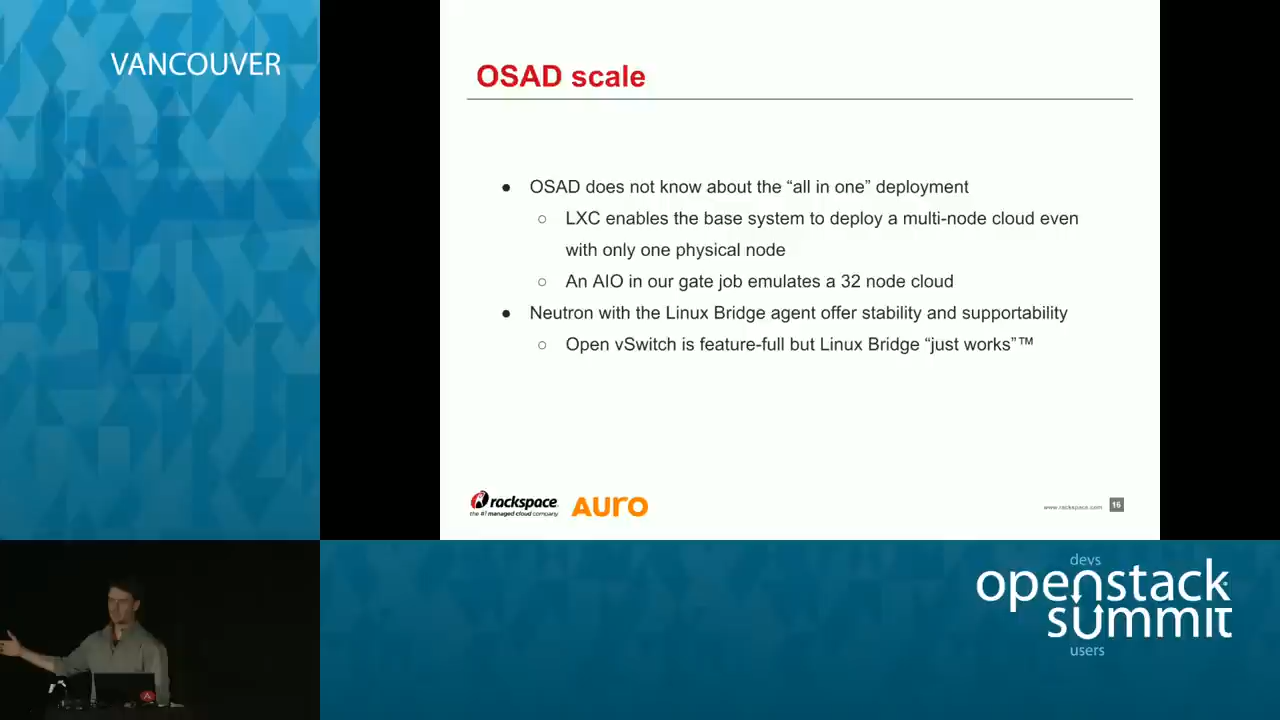 VANCOUVER
OSAD scale
● OSAD does not know about the “all in one” deployment
○ LXC enables the base system to deploy a multi-node cloud even
with only one physical node
○ An AIO in our gate job emulates a 32 node cloud
● Neutron with the Linux Bridge agent offer stability and supportability
○ Open vSwitch is feature-full but Linux Bridge “just works”™
rackspace
the #1 managed cloud company
AURO
www.rackspace.com 16
devs
openstack
summit
users